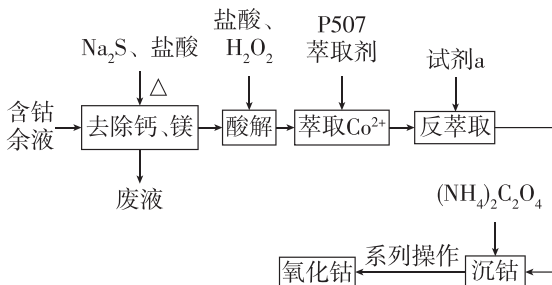 Na₂S、盐酸
盐酸、
H₂O₂
P507
萃取剂
试剂a
△
含钴
余液
去除钙、镁
酸解
萃取Co²⁺
反萃取
废液
(NH₄)₂C₂O₄
氧化钴
系列操作
沉钴